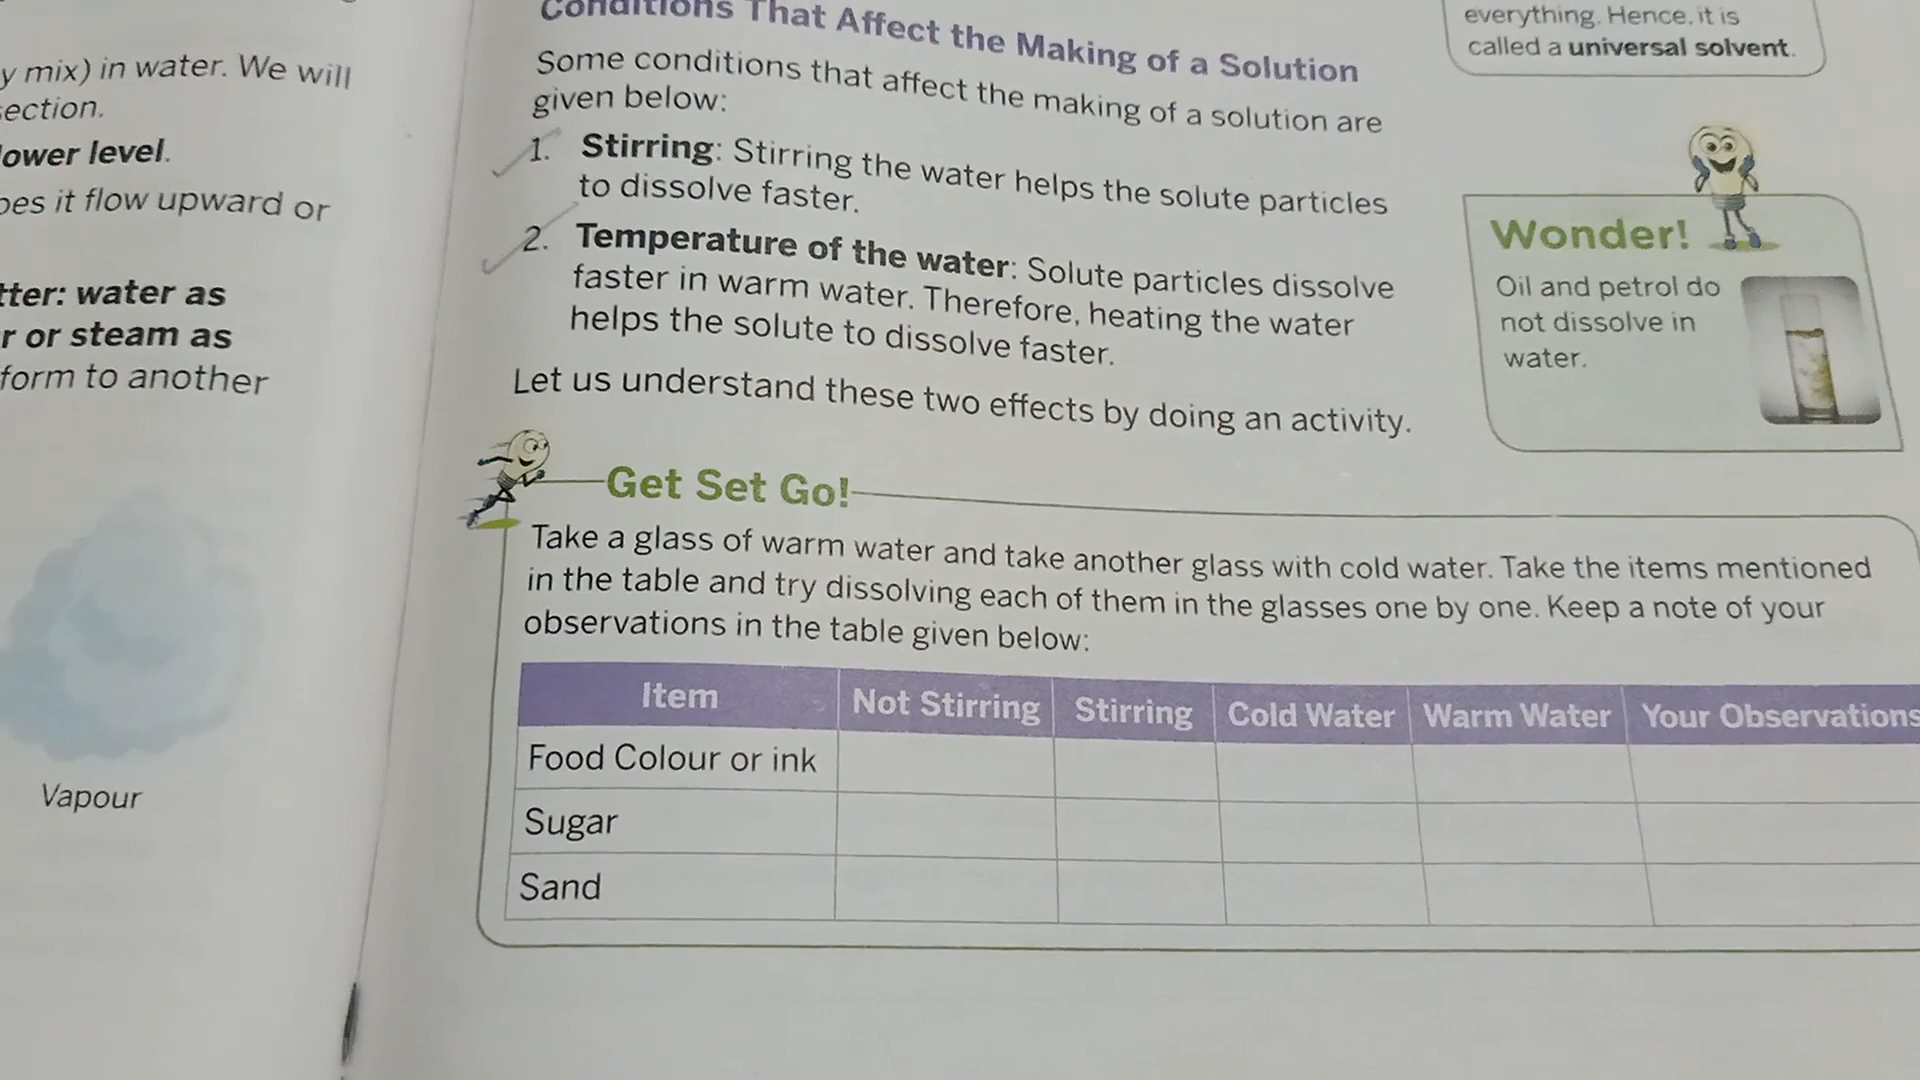 y mix) in water. We will
section.
lower level.
oes it flow upward or
tter: water as
r or steam as
form to another
Vapour
Conditions That Affect the Making of a Solution
Some conditions that affect the making of a solution are
given below:
1. Stirring: Stirring the water helps the solute particles
to dissolve faster.
2. Temperature of the water: Solute particles dissolve
faster in warm water. Therefore, heating the water
helps the solute to dissolve faster.
Let us understand these two effects by doing an activity.
everything. Hence, it is
called a universal solvent.
Wonder!
Oil and petrol do
not dissolve in
water.
Get Set Go!
Take a glass of warm water and take another glass with cold water. Take the items mentioned
in the table and try dissolving each of them in the glasses one by one. Keep a note of your
observations in the table given below:
Item Not Stirring Stirring Cold Water Warm Water Your Observations
Food Colour or ink
Sugar
Sand